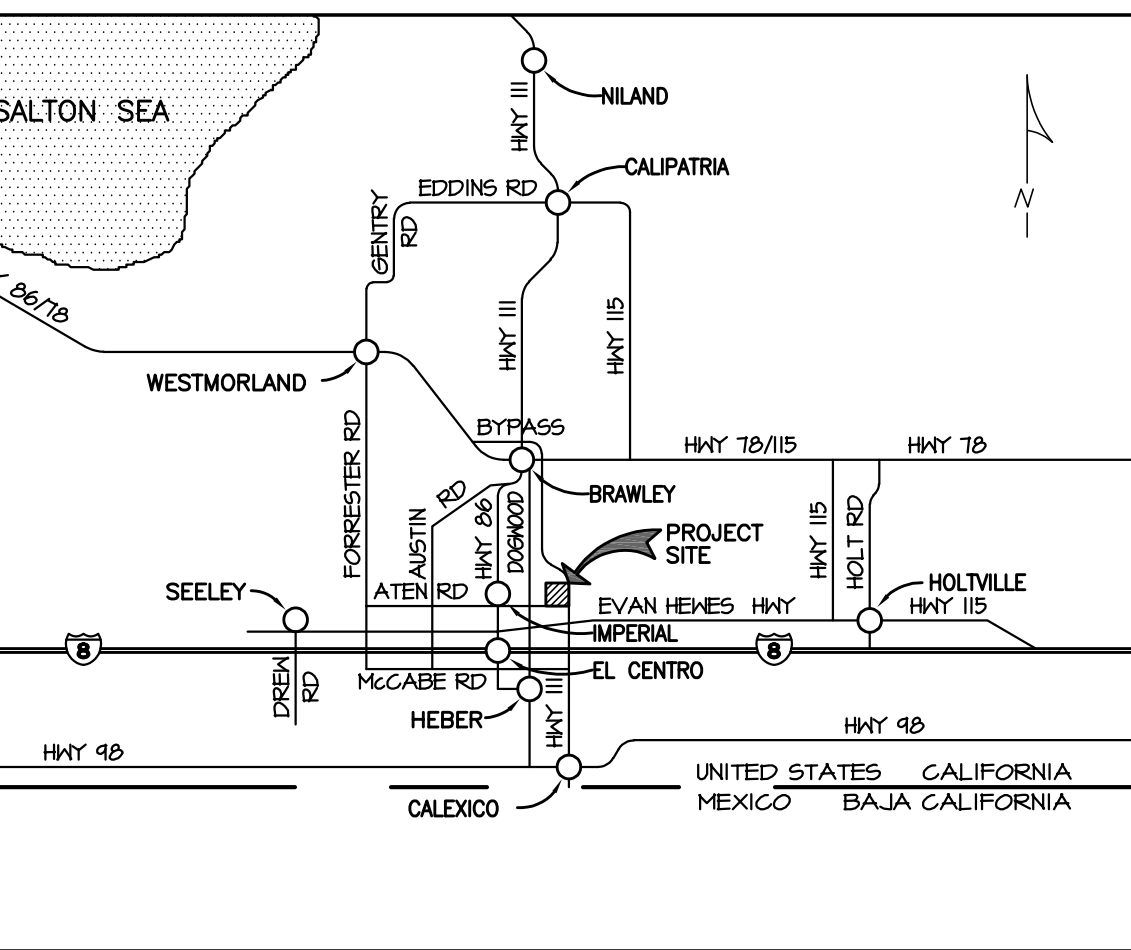 NILAND
HWY 111
SALTON SEA
CALIPATRIA
EDDINS RD
GENTRY
RD
N
86/78
HWY 111
HWY 115
WESTMORLAND
BYPASS
HWY 78/115
HWY 78
FORRESTER RD
AUSTIN
RD
HWY 86
DOGWOOD
BRAWLEY
PROJECT
SITE
HWY 115
HOLT RD
SEELEY
ATEN RD
EVAN HEWES HWY
HOLTVILLE
HWY 115
IMPERIAL
8
8
EL CENTRO
DREW
RD
McCABE RD
HEBER
HWY 111
HWY 98
HWY 98
UNITED STATES CALIFORNIA
MEXICO BAJA CALIFORNIA
CALEXICO